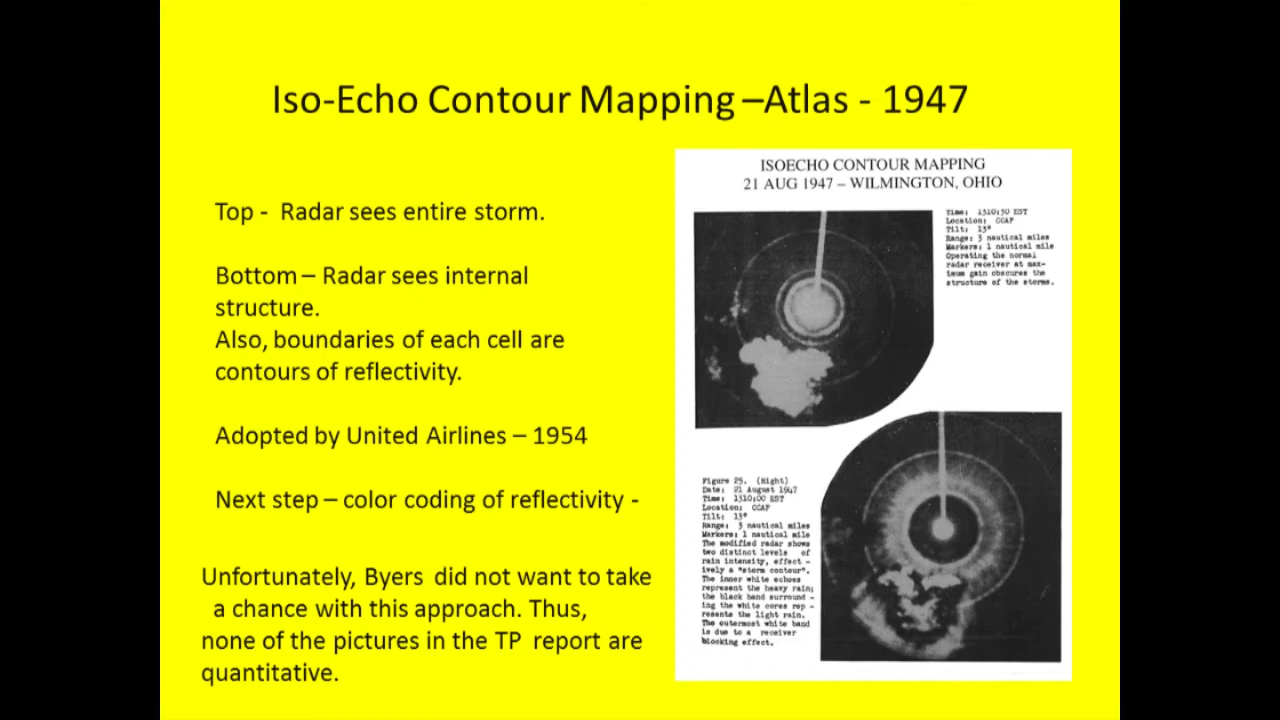 Iso-Echo Contour Mapping –Atlas - 1947
Top - Radar sees entire storm.
Bottom – Radar sees internal
structure.
Also, boundaries of each cell are
contours of reflectivity.
Adopted by United Airlines – 1954
Next step – color coding of reflectivity -
Unfortunately, Byers did not want to take
a chance with this approach. Thus,
none of the pictures in the TP report are
quantitative.
ISOECHO CONTOUR MAPPING
21 AUG 1947 – WILMINGTON, OHIO
Time: 1310:30 EST
Location: CCAF
Tilt: 13°
Range: 3 nautical miles
Markers: 1 nautical mile
Operating the normal
radar receiver at max-
imum gain obscures the
structure of the storms.
Figure 25. (Right)
Date: 21 August 1947
Time: 1310:00 EST
Location: CCAF
Tilt: 13°
Range: 3 nautical miles
Markers: 1 nautical mile
The modified radar shows
two distinct levels of
rain intensity, effect -
ively a "storm contour".
The inner white echoes
represent the heavy rain;
the black band surround -
ing the white cores rep -
resents the light rain.
The outermost white band
is due to a receiver
blocking effect.